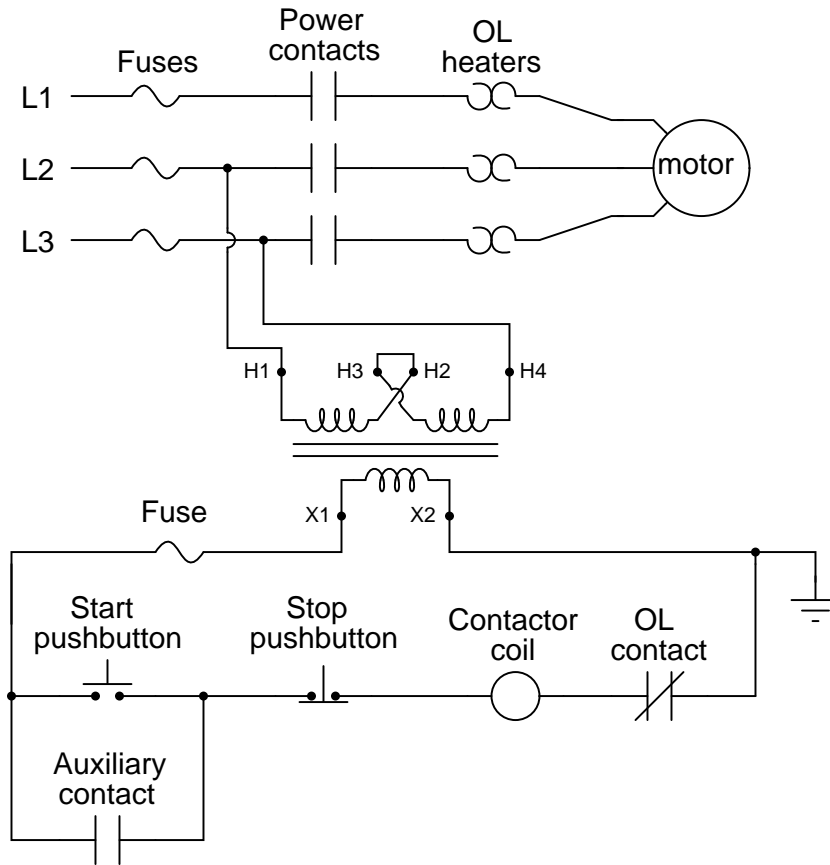 Power
contacts
OL
heaters
Fuses
L1
L2
motor
L3
H1
H3
H2
H4
X1
X2
Fuse
Start
pushbutton
Stop
pushbutton
Contactor
coil
OL
contact
Auxiliary
contact